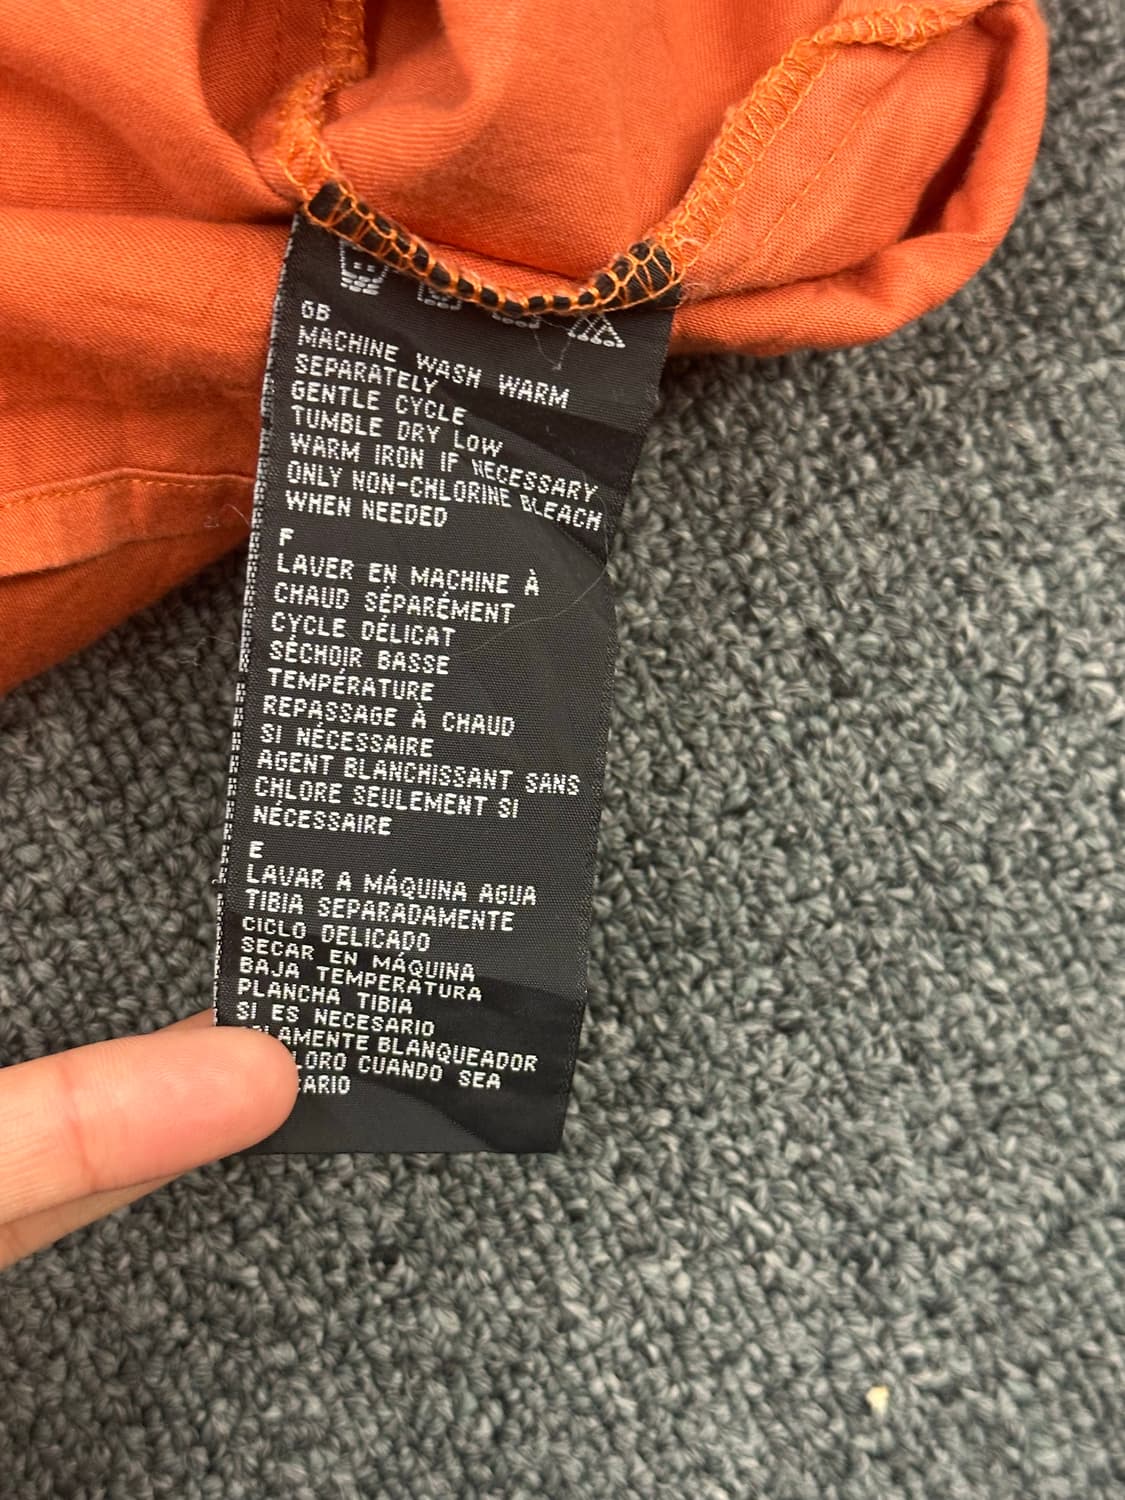 GB
MACHINE WASH WARM
SEPARATELY
GENTLE CYCLE
TUMBLE DRY LOW
WARM IRON IF NECESSARY
ONLY NON-CHLORINE BLEACH
WHEN NEEDED
F
LAVER EN MACHINE À
CHAUD SÉPARÉMENT
CYCLE DÉLICAT
SÉCHOIR BASSE
TEMPÉRATURE
REPASSAGE À CHAUD
SI NÉCESSAIRE
AGENT BLANCHISSANT SANS
CHLORE SEULEMENT SI
NÉCESSAIRE
E
LAVAR A MÁQUINA AGUA
TIBIA SEPARADAMENTE
CICLO DELICADO
SECAR EN MÁQUINA
BAJA TEMPERATURA
PLANCHA TIBIA
SI ES NECESARIO
BLANQUEADOR
CUANDO SEA